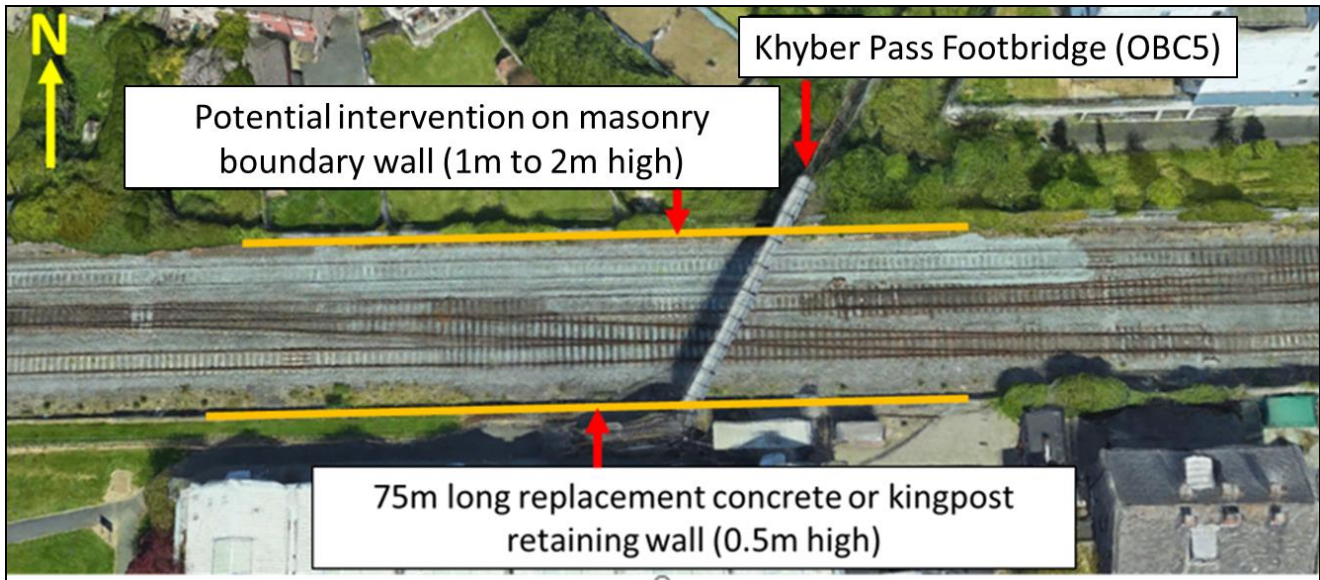 N
Khyber Pass Footbridge (OBC5)
Potential intervention on masonry
boundary wall (1m to 2m high)
75m long replacement concrete or kingpost
retaining wall (0.5m high)